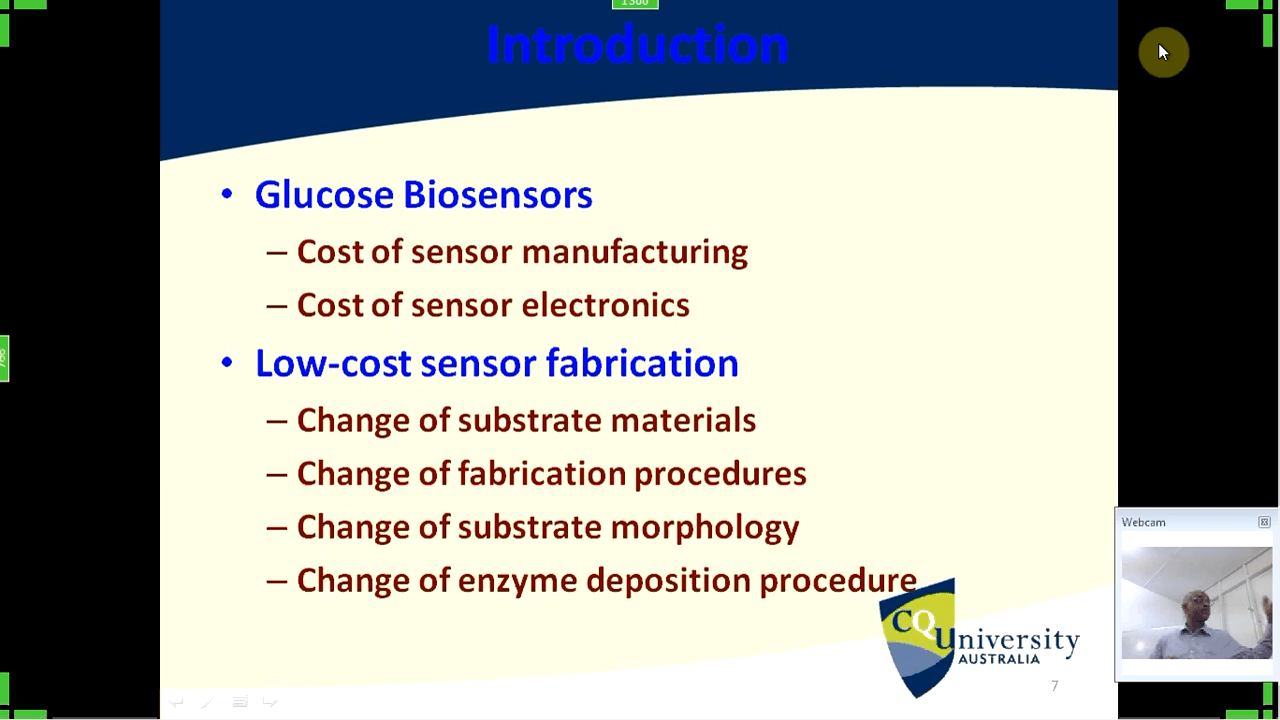 1366
Introduction
• Glucose Biosensors
– Cost of sensor manufacturing
– Cost of sensor electronics
• Low-cost sensor fabrication
– Change of substrate materials
– Change of fabrication procedures
– Change of substrate morphology
– Change of enzyme deposition procedure
Webcam
CQUniversity
AUSTRALIA
7